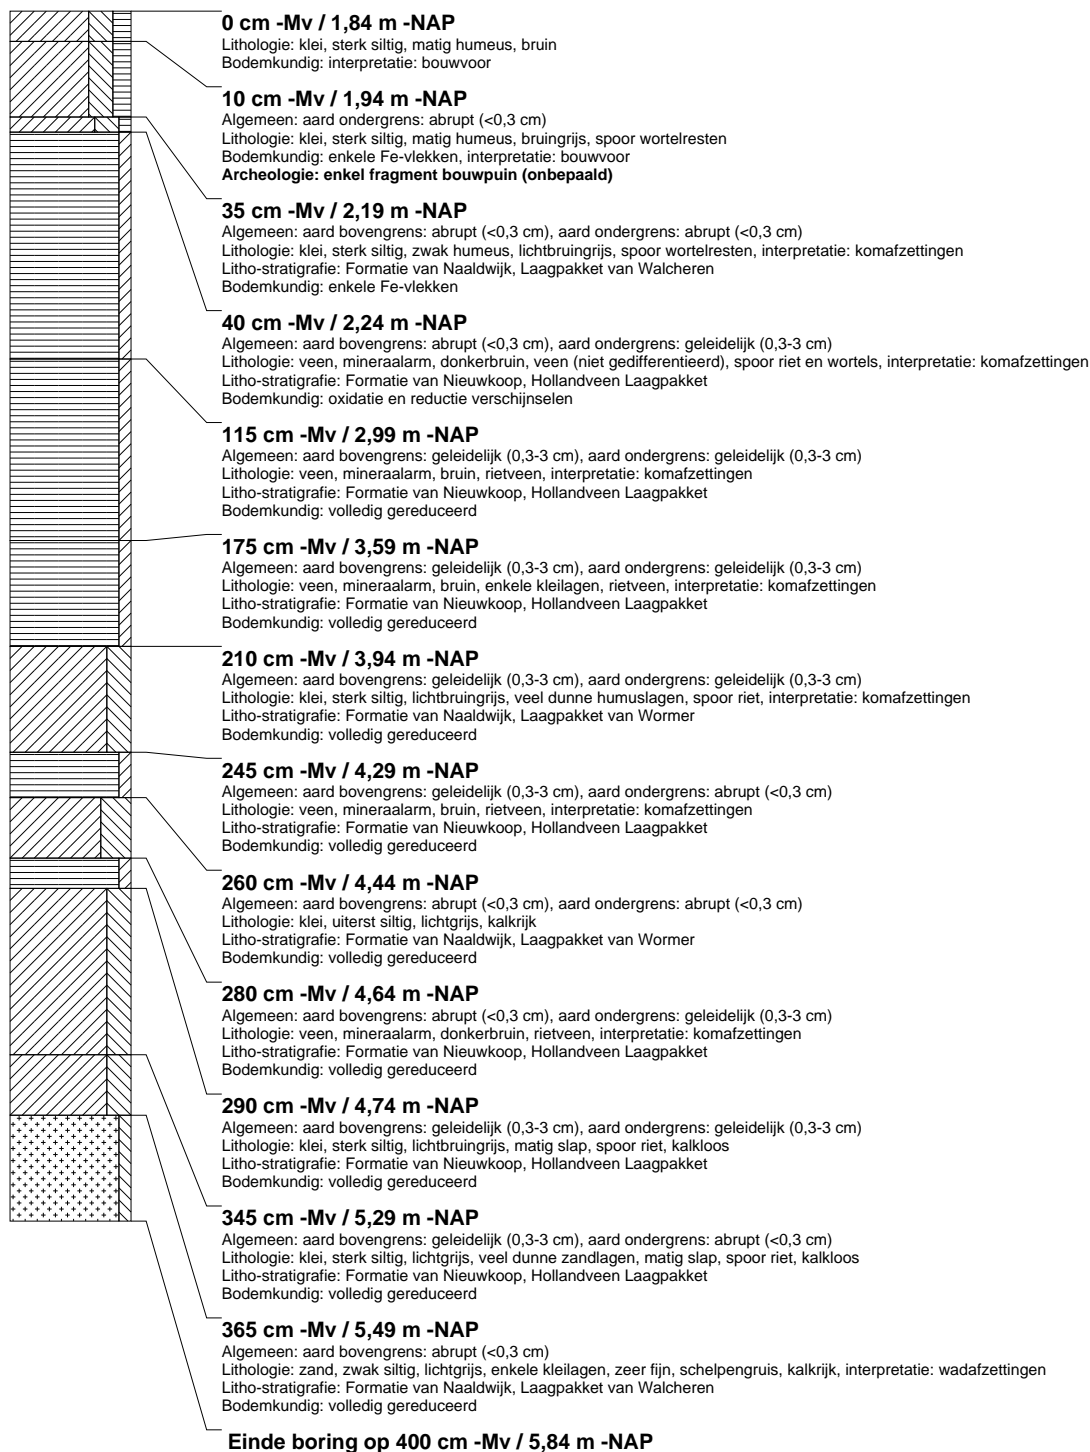 0 cm -Mv / 1,84 m -NAP
Lithologie: klei, sterk siltig, matig humeus, bruin
Bodemkundig: interpretatie: bouwvoor
10 cm -Mv / 1,94 m -NAP
Algemeen: aard ondergrens: abrupt (<0,3 cm)
Lithologie: klei, sterk siltig, matig humeus, bruingrijs, spoor wortelresten
Bodemkundig: enkele Fe-vlekken, interpretatie: bouwvoor
Archeologie: enkel fragment bouwpuin (onbepaald)
35 cm -Mv / 2,19 m -NAP
Algemeen: aard bovengrens: abrupt (<0,3 cm), aard ondergrens: abrupt (<0,3 cm)
Lithologie: klei, sterk siltig, zwak humeus, lichtbruingrijs, spoor wortelresten, interpretatie: komafzettingen
Litho-stratigrafie: Formatie van Naaldwijk, Laagpakket van Walcheren
Bodemkundig: enkele Fe-vlekken
40 cm -Mv / 2,24 m -NAP
Algemeen: aard bovengrens: abrupt (<0,3 cm), aard ondergrens: geleidelijk (0,3-3 cm)
Lithologie: veen, mineraalarm, donkerbruin, veen (niet gedifferentieerd), spoor riet en wortels, interpretatie: komafzettingen
Litho-stratigrafie: Formatie van Nieuwkoop, Hollandveen Laagpakket
Bodemkundig: oxidatie en reductie verschijnselen
115 cm -Mv / 2,99 m -NAP
Algemeen: aard bovengrens: geleidelijk (0,3-3 cm), aard ondergrens: geleidelijk (0,3-3 cm)
Lithologie: veen, mineraalarm, bruin, rietveen, interpretatie: komafzettingen
Litho-stratigrafie: Formatie van Nieuwkoop, Hollandveen Laagpakket
Bodemkundig: volledig gereduceerd
175 cm -Mv / 3,59 m -NAP
Algemeen: aard bovengrens: geleidelijk (0,3-3 cm), aard ondergrens: geleidelijk (0,3-3 cm)
Lithologie: veen, mineraalarm, bruin, enkele kleilagen, rietveen, interpretatie: komafzettingen
Litho-stratigrafie: Formatie van Nieuwkoop, Hollandveen Laagpakket
Bodemkundig: volledig gereduceerd
210 cm -Mv / 3,94 m -NAP
Algemeen: aard bovengrens: geleidelijk (0,3-3 cm), aard ondergrens: geleidelijk (0,3-3 cm)
Lithologie: klei, sterk siltig, lichtbruingrijs, veel dunne humuslagen, spoor riet, interpretatie: komafzettingen
Litho-stratigrafie: Formatie van Naaldwijk, Laagpakket van Wormer
Bodemkundig: volledig gereduceerd
245 cm -Mv / 4,29 m -NAP
Algemeen: aard bovengrens: geleidelijk (0,3-3 cm), aard ondergrens: abrupt (<0,3 cm)
Lithologie: veen, mineraalarm, bruin, rietveen, interpretatie: komafzettingen
Litho-stratigrafie: Formatie van Nieuwkoop, Hollandveen Laagpakket
Bodemkundig: volledig gereduceerd
260 cm -Mv / 4,44 m -NAP
Algemeen: aard bovengrens: abrupt (<0,3 cm), aard ondergrens: abrupt (<0,3 cm)
Lithologie: klei, uiterst siltig, lichtgrijs, kalkrijk
Litho-stratigrafie: Formatie van Naaldwijk, Laagpakket van Wormer
Bodemkundig: volledig gereduceerd
280 cm -Mv / 4,64 m -NAP
Algemeen: aard bovengrens: abrupt (<0,3 cm), aard ondergrens: geleidelijk (0,3-3 cm)
Lithologie: veen, mineraalarm, donkerbruin, rietveen, interpretatie: komafzettingen
Litho-stratigrafie: Formatie van Nieuwkoop, Hollandveen Laagpakket
Bodemkundig: volledig gereduceerd
290 cm -Mv / 4,74 m -NAP
Algemeen: aard bovengrens: geleidelijk (0,3-3 cm), aard ondergrens: geleidelijk (0,3-3 cm)
Lithologie: klei, sterk siltig, lichtbruingrijs, matig slap, spoor riet, kalkloos
Litho-stratigrafie: Formatie van Nieuwkoop, Hollandveen Laagpakket
Bodemkundig: volledig gereduceerd
345 cm -Mv / 5,29 m -NAP
Algemeen: aard bovengrens: geleidelijk (0,3-3 cm), aard ondergrens: abrupt (<0,3 cm)
Lithologie: klei, sterk siltig, lichtgrijs, veel dunne zandlagen, matig slap, spoor riet, kalkloos
Litho-stratigrafie: Formatie van Nieuwkoop, Hollandveen Laagpakket
Bodemkundig: volledig gereduceerd
365 cm -Mv / 5,49 m -NAP
Algemeen: aard bovengrens: abrupt (<0,3 cm)
Lithologie: zand, zwak siltig, lichtgrijs, enkele kleilagen, zeer fijn, schelpengruis, kalkrijk, interpretatie: wadafzettingen
Litho-stratigrafie: Formatie van Naaldwijk, Laagpakket van Walcheren
Bodemkundig: volledig gereduceerd
Einde boring op 400 cm -Mv / 5,84 m -NAP